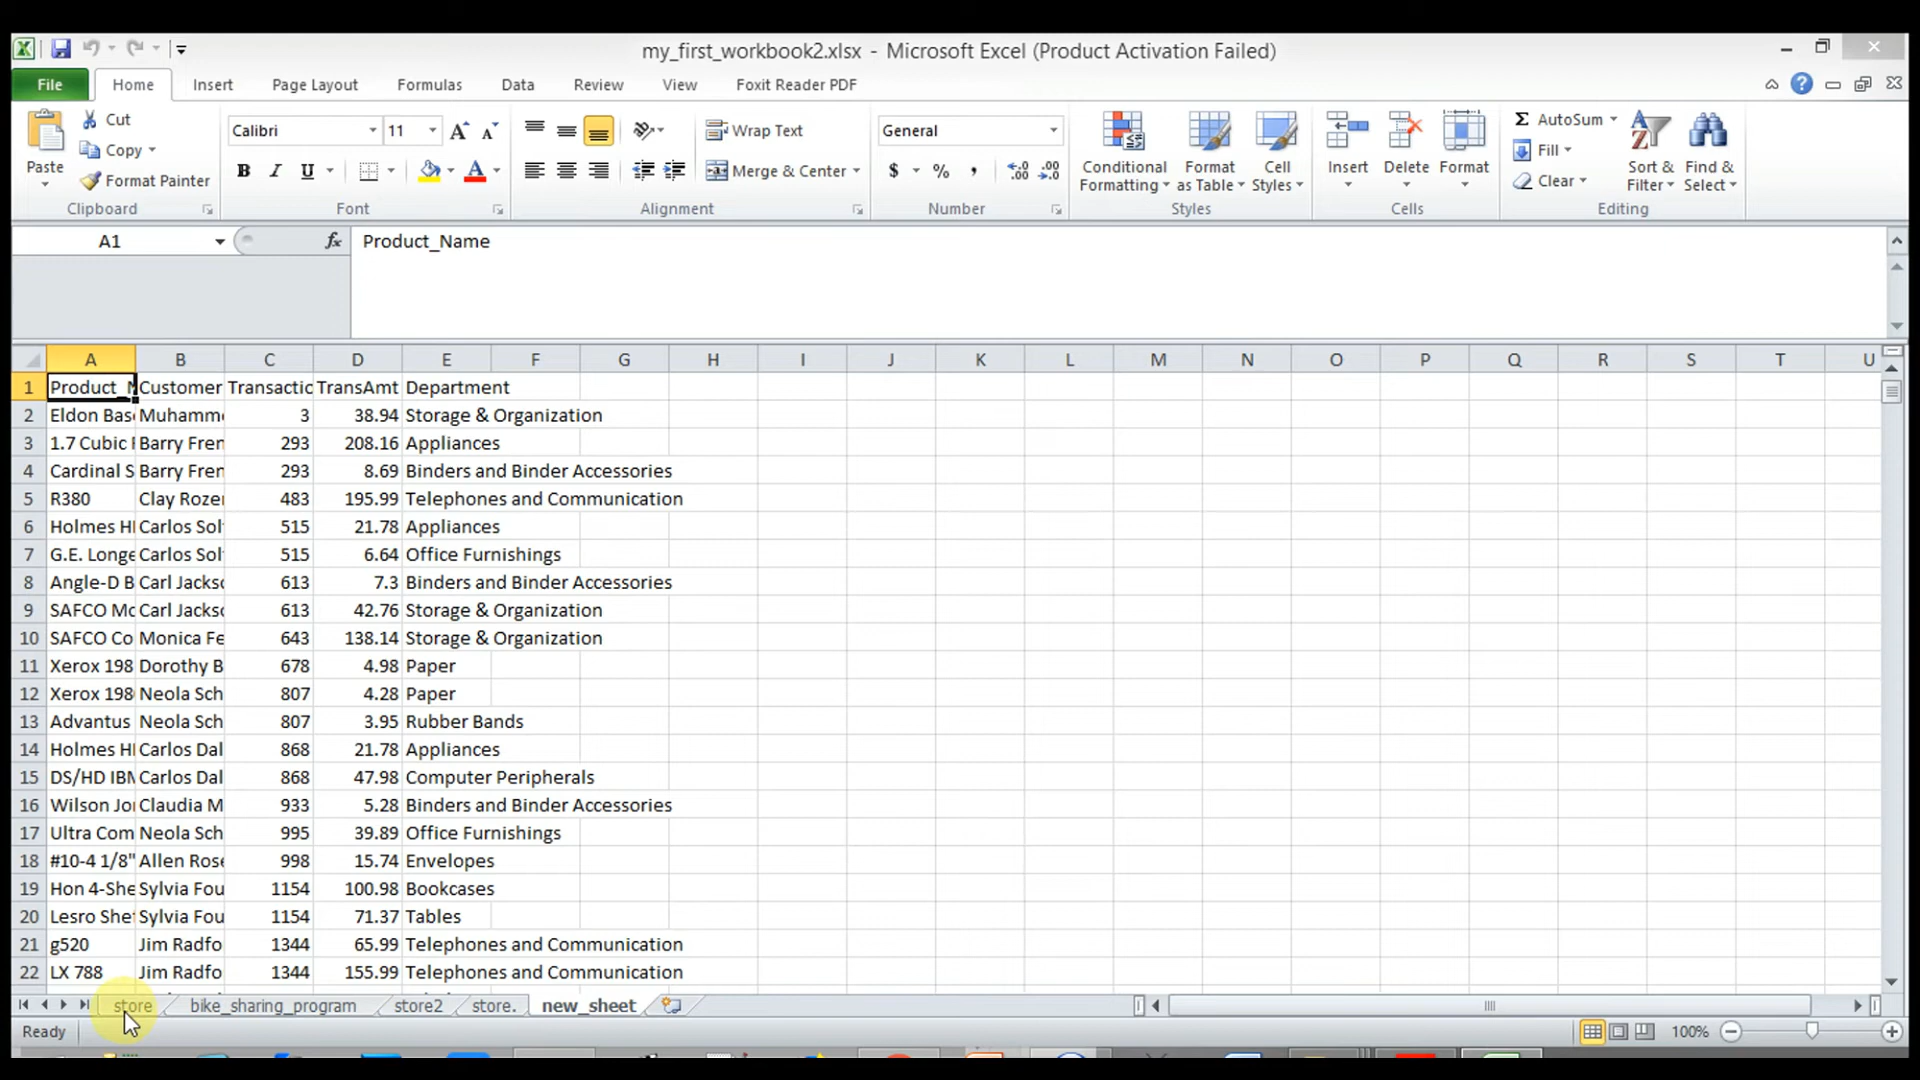 my_first_workbook2.xlsx - Microsoft Excel (Product Activation Failed)
File Home Insert Page Layout Formulas Data Review View Foxit Reader PDF
Cut Calibri 11 Wrap Text General AutoSum
Copy Fill
Paste Format Painter Merge & Center $ % , Conditional Formatting Format as Table Cell Styles Insert Delete Format Clear Sort & Filter Find & Select
Clipboard Font Alignment Number Styles Cells Editing
A1 fx Product_Name
A B C D E F G H I J K L M N O P Q R S T U
1 Product_N Customer Transactic TransAmt Department
2 Eldon Bas Muhamm 3 38.94 Storage & Organization
3 1.7 Cubic F Barry Fren 293 208.16 Appliances
4 Cardinal S Barry Fren 293 8.69 Binders and Binder Accessories
5 R380 Clay Rozer 483 195.99 Telephones and Communication
6 Holmes HI Carlos Sol 515 21.78 Appliances
7 G.E. Longe Carlos Sol 515 6.64 Office Furnishings
8 Angle-D B Carl Jackso 613 7.3 Binders and Binder Accessories
9 SAFCO Mo Carl Jackso 613 42.76 Storage & Organization
10 SAFCO Co Monica Fe 643 138.14 Storage & Organization
11 Xerox 198 Dorothy B 678 4.98 Paper
12 Xerox 198 Neola Sch 807 4.28 Paper
13 Advantus Neola Sch 807 3.95 Rubber Bands
14 Holmes HI Carlos Dal 868 21.78 Appliances
15 DS/HD IBM Carlos Dal 868 47.98 Computer Peripherals
16 Wilson Jo Claudia M 933 5.28 Binders and Binder Accessories
17 Ultra Com Neola Sch 995 39.89 Office Furnishings
18 #10-4 1/8" Allen Rose 998 15.74 Envelopes
19 Hon 4-She Sylvia Fou 1154 100.98 Bookcases
20 Lesro She Sylvia Fou 1154 71.37 Tables
21 g520 Jim Radfo 1344 65.99 Telephones and Communication
22 LX 788 Jim Radfo 1344 155.99 Telephones and Communication
store bike_sharing_program store2 store. new_sheet
Ready 100%